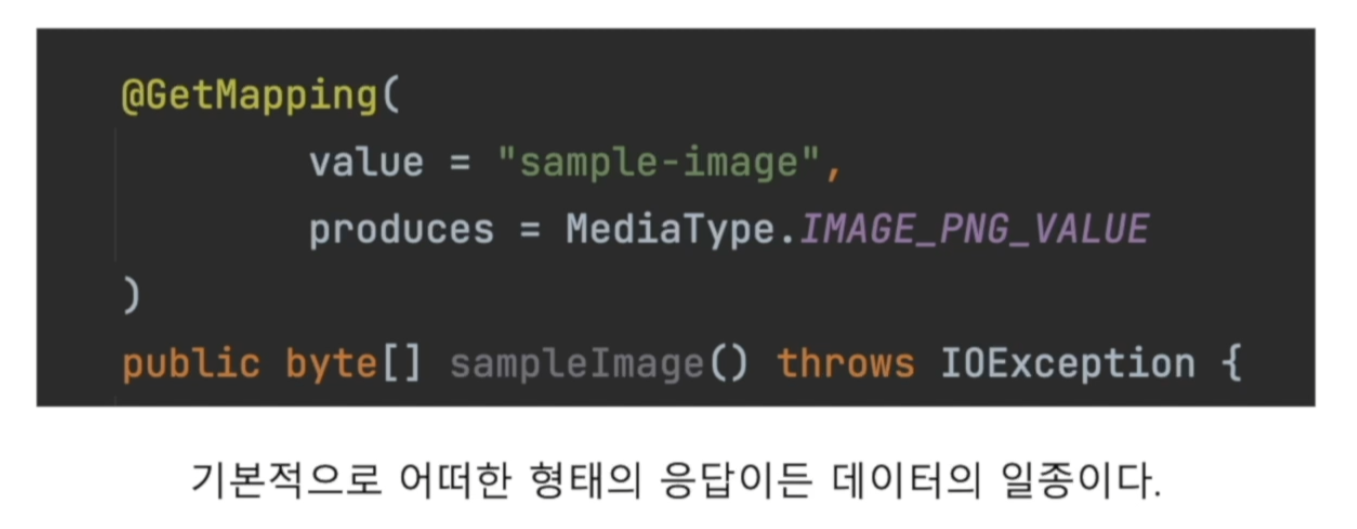 @GetMapping(
value = "sample-image",
produces = MediaType.IMAGE_PNG_VALUE
)
public byte[] sampleImage() throws IOException {
기본적으로 어떠한 형태의 응답이든 데이터의 일종이다.